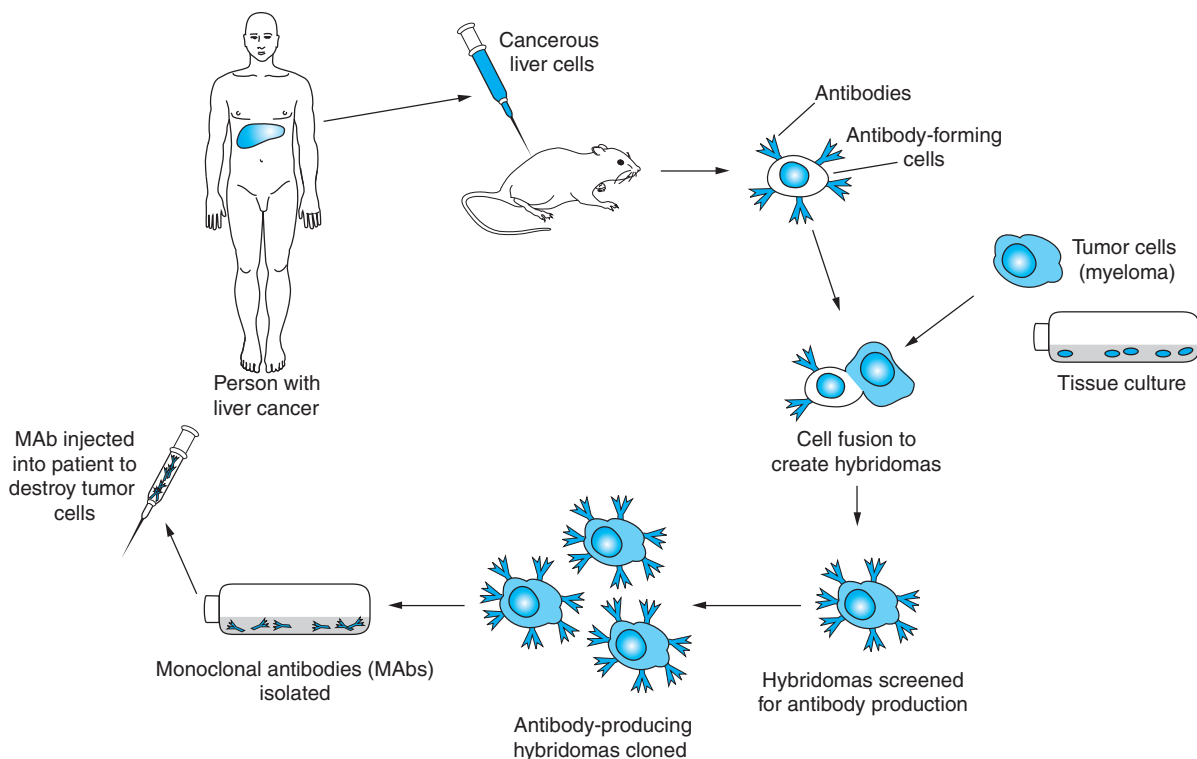 Cancerous
liver cells
Antibodies
Antibody-forming
cells
Tumor cells
(myeloma)
Tissue culture
Person with
liver cancer
Cell fusion to
create hybridomas
MAb injected
into patient to
destroy tumor
cells
Monoclonal antibodies (MAbs)
isolated
Antibody-producing
hybridomas cloned
Hybridomas screened
for antibody production